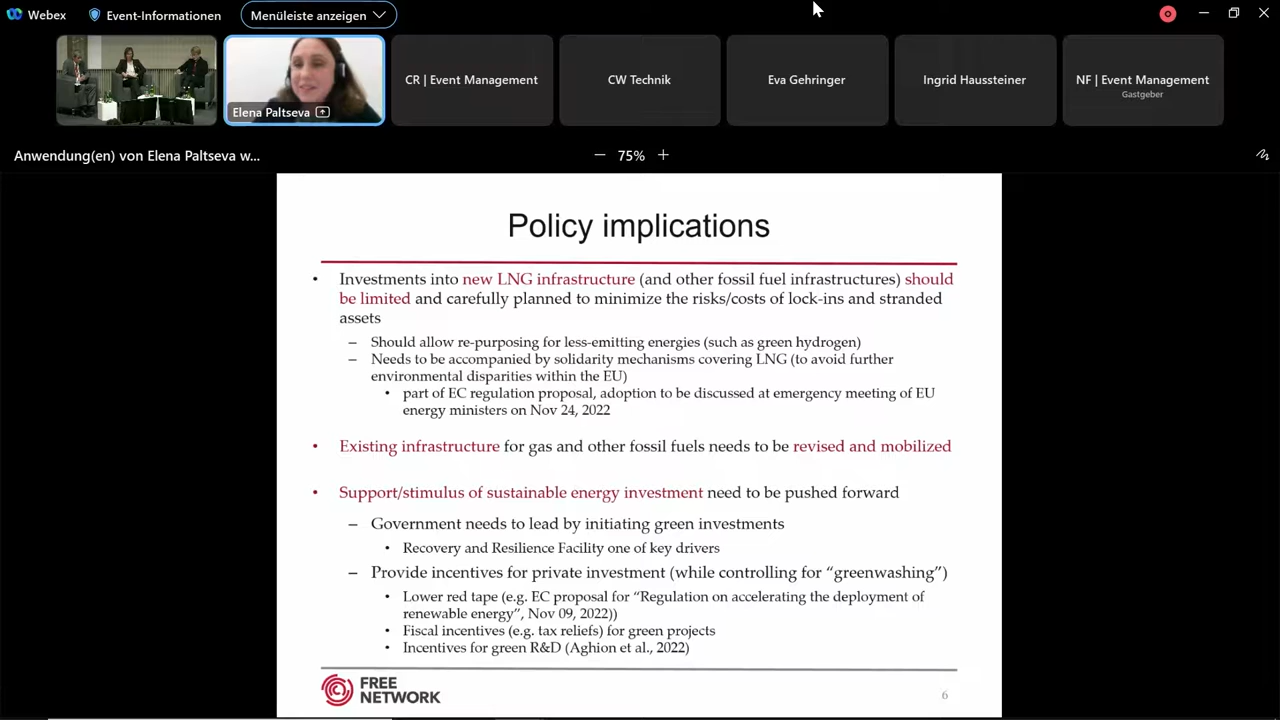 Webex
Event-Informationen
Menüleiste anzeigen
Elena Paltseva
CR | Event Management
CW Technik
Eva Gehringer
Ingrid Haussteiner
NF | Event Management
Gastgeber
Anwendung(en) von Elena Paltseva w...
75%
Policy implications
• Investments into new LNG infrastructure (and other fossil fuel infrastructures) should
be limited and carefully planned to minimize the risks/costs of lock-ins and stranded
assets
– Should allow re-purposing for less-emitting energies (such as green hydrogen)
– Needs to be accompanied by solidarity mechanisms covering LNG (to avoid further
environmental disparities within the EU)
• part of EC regulation proposal, adoption to be discussed at emergency meeting of EU
energy ministers on Nov 24, 2022
• Existing infrastructure for gas and other fossil fuels needs to be revised and mobilized
• Support/stimulus of sustainable energy investment need to be pushed forward
– Government needs to lead by initiating green investments
• Recovery and Resilience Facility one of key drivers
– Provide incentives for private investment (while controlling for “greenwashing”)
• Lower red tape (e.g. EC proposal for “Regulation on accelerating the deployment of
renewable energy”, Nov 09, 2022))
• Fiscal incentives (e.g. tax reliefs) for green projects
• Incentives for green R&D (Aghion et al., 2022)
FREE
NETWORK
6